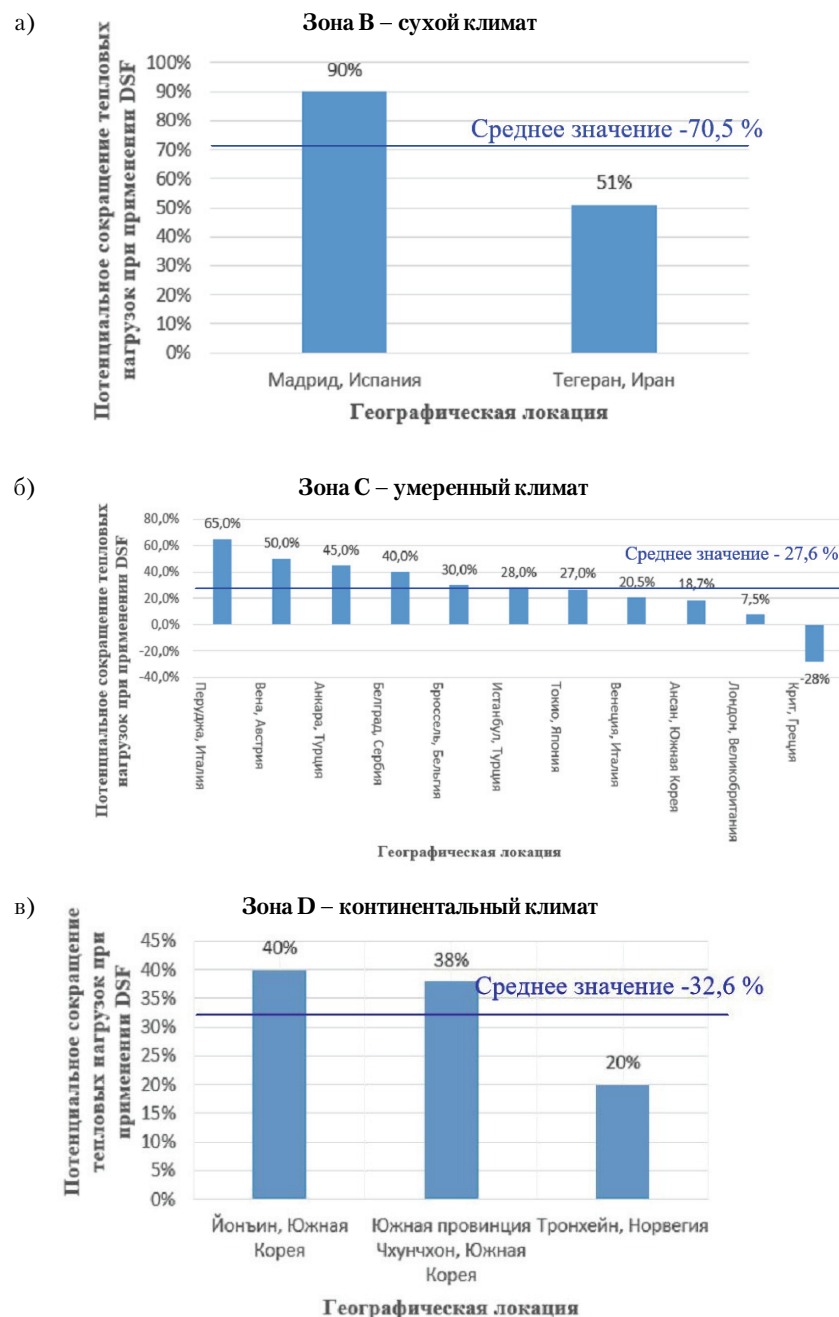 а)
Зона B – сухой климат
Потенциальное сокращение тепловых
нагрузок при применении DSF
100%
90%
80%
70%
60%
50%
40%
30%
20%
10%
0%
90%
Среднее значение -70,5 %
51%
Мадрид, Испания
Тегеран, Иран
Географическая локация
б)
Зона C – умеренный климат
Потенциальное сокращение тепловых
нагрузок при применении DSF
80,0%
60,0%
40,0%
20,0%
0,0%
-20,0%
-40,0%
65,0%
50,0%
45,0%
40,0%
30,0%
28,0%
27,0%
20,5%
18,7%
7,5%
-28%
Среднее значение - 27,6 %
Перуджа, Италия
Вена, Австрия
Анкара, Турция
Белград, Сербия
Брюссель, Бельгия
Истанбул, Турция
Токио, Япония
Венеция, Италия
Ансан, Южная Корея
Лондон, Великобритания
Крит, Греция
Географическая локация
в)
Зона D – континентальный климат
Потенциальное сокращение
тепловых нагрузок при
применении DSF
45%
40%
35%
30%
25%
20%
15%
10%
5%
0%
40%
38%
Среднее значение -32,6 %
20%
Йонъин, Южная
Корея
Южная провинция
Чхунчхон, Южная
Корея
Тронхейн, Норвегия
Географическая локация